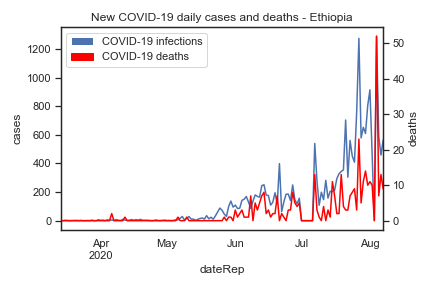 New COVID-19 daily cases and deaths - Ethiopia
COVID-19 infections
COVID-19 deaths
1200
1000
800
600
400
200
0
cases
50
40
30
20
10
0
deaths
Apr
2020
May
Jun
Jul
Aug
dateRep